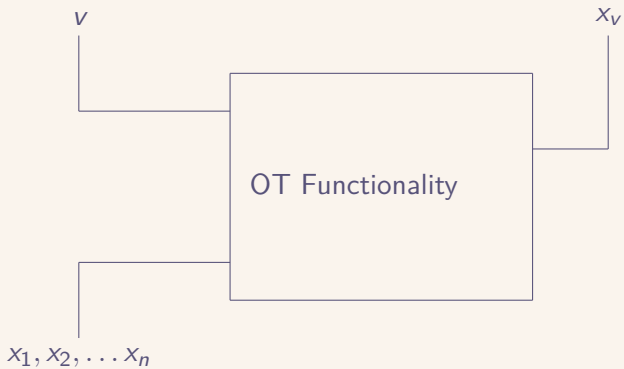 v
x_v
OT Functionality
x_1, x_2, ... x_n